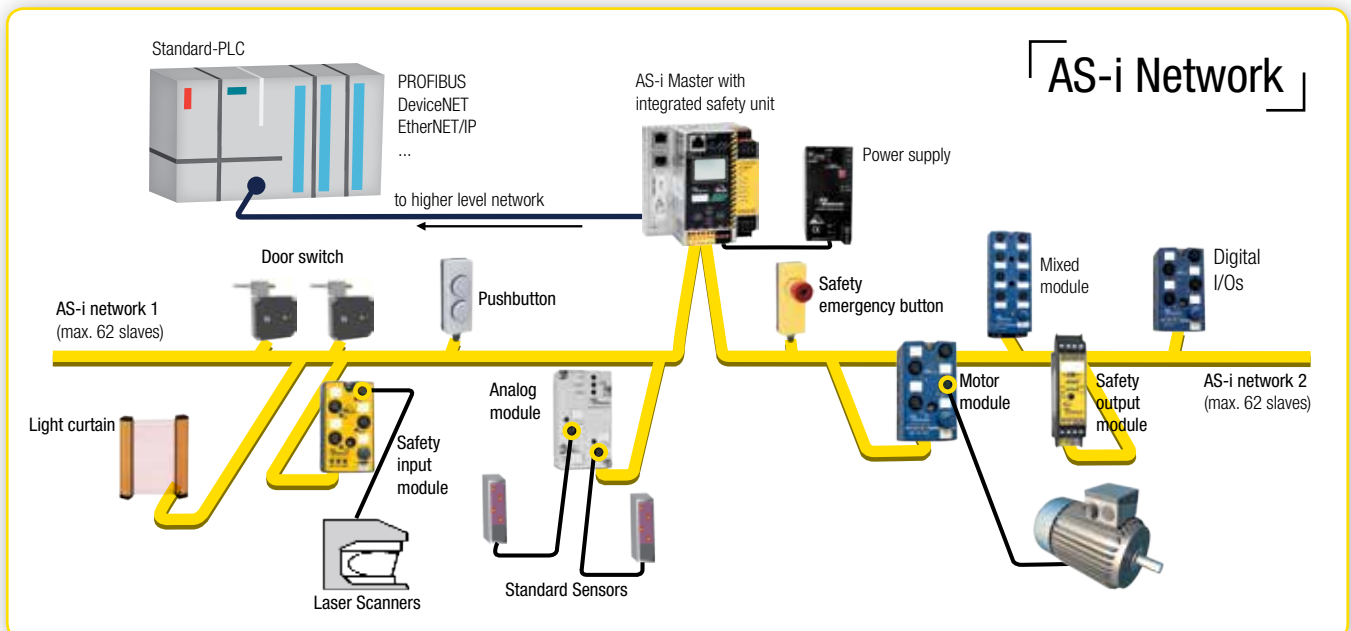 Standard-PLC
PROFIBUS
DeviceNET
EtherNET/IP
...
AS-i Master with
integrated safety unit
AS-i Network
Power supply
to higher level network
Door switch
Pushbutton
Safety
emergency button
Mixed
module
Digital
I/Os
AS-i network 1
(max. 62 slaves)
Light curtain
Safety
input
module
Analog
module
Motor
module
Safety
output
module
AS-i network 2
(max. 62 slaves)
Laser Scanners
Standard Sensors